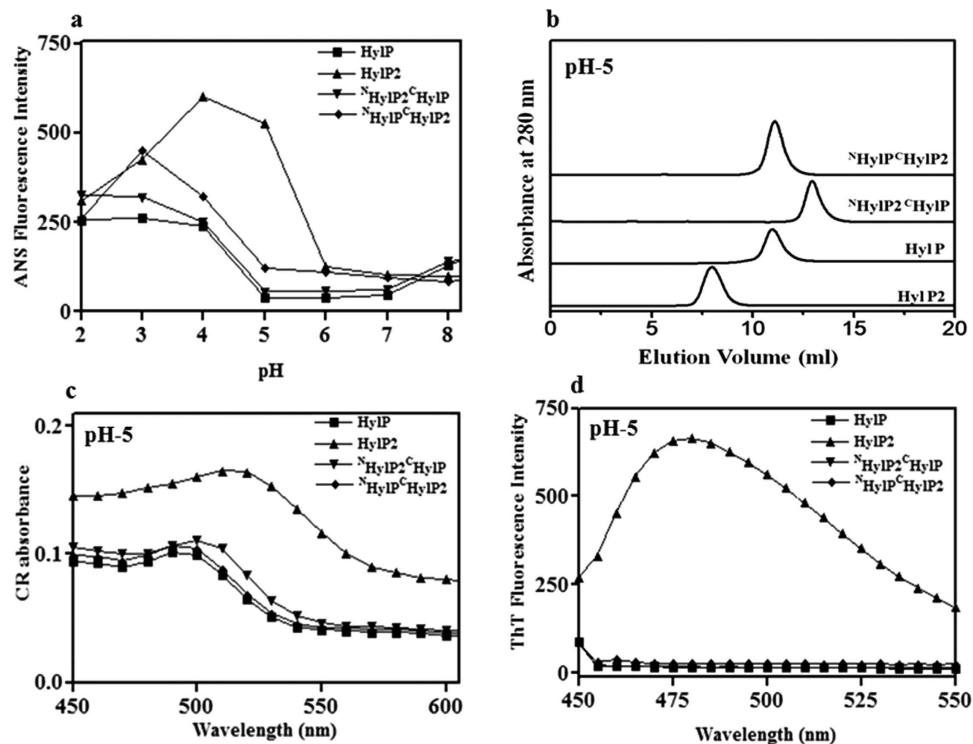 a
750
500
250
0
ANS Fluorescence Intensity
2 3 4 5 6 7 8
pH
HylP
HylP2
NHylP2CHylP
NHylPCHylP2
b
pH-5
Absorbance at 280 nm
NHylPCHylP2
NHylP2CHylP
HylP
HylP2
0 5 10 15 20
Elution Volume (ml)
c
pH-5
0.2
0.1
0.0
CR absorbance
450 500 550 600
Wavelength (nm)
HylP
HylP2
NHylP2CHylP
NHylPCHylP2
d
pH-5
750
500
250
0
ThT Fluorescence Intensity
450 475 500 525 550
Wavelength (nm)
HylP
HylP2
NHylP2CHylP
NHylPCHylP2